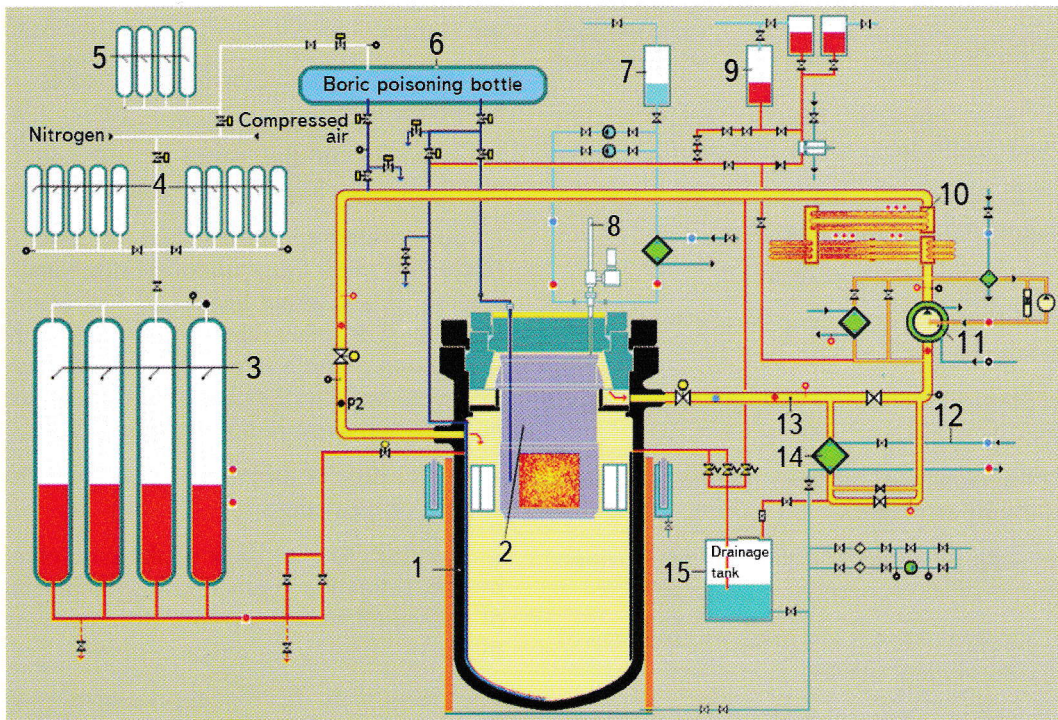 5
6
Boric poisoning bottle
7
9
Nitrogen
Compressed
air
4
10
8
3
11
P2
12
13
14
2
1
15
Drainage
tank